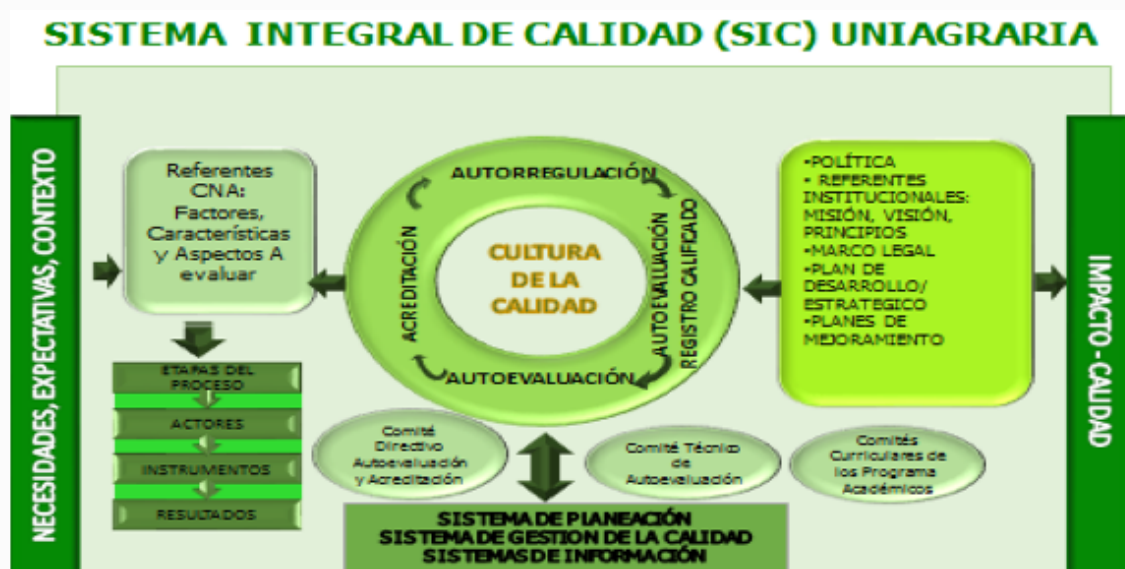 SISTEMA INTEGRAL DE CALIDAD (SIC) UNIAGRARIA
NECESIDADES, EXPECTATIVAS, CONTEXTO
Referentes
CNA:
Factores,
Características
y Aspectos A
evaluar
ETAPAS DEL
PROCESO
ACTORES
INSTRUMENTOS
RESULTADOS
AUTORREGULACIÓN
AUTOEVALUACIÓN
REGISTRO CALIFICADO
AUTOEVALUACIÓN
ACREDITACIÓN
CULTURA
DE LA
CALIDAD
•POLÍTICA
• REFERENTES
INSTITUCIONALES:
MISIÓN, VISIÓN,
PRINCIPIOS
•MARCO LEGAL
•PLAN DE
DESARROLLO/
ESTRATEGICO
•PLANES DE
MEJORAMIENTO
Comité
Directivo
Autoevaluación
y Acreditación
Comité Técnico
de
Autoevaluación
Comités
Curriculares de
los Programa
Académicos
SISTEMA DE PLANEACIÓN
SISTEMA DE GESTION DE LA CALIDAD
SISTEMAS DE INFORMACIÓN
IMPACTO - CALIDAD